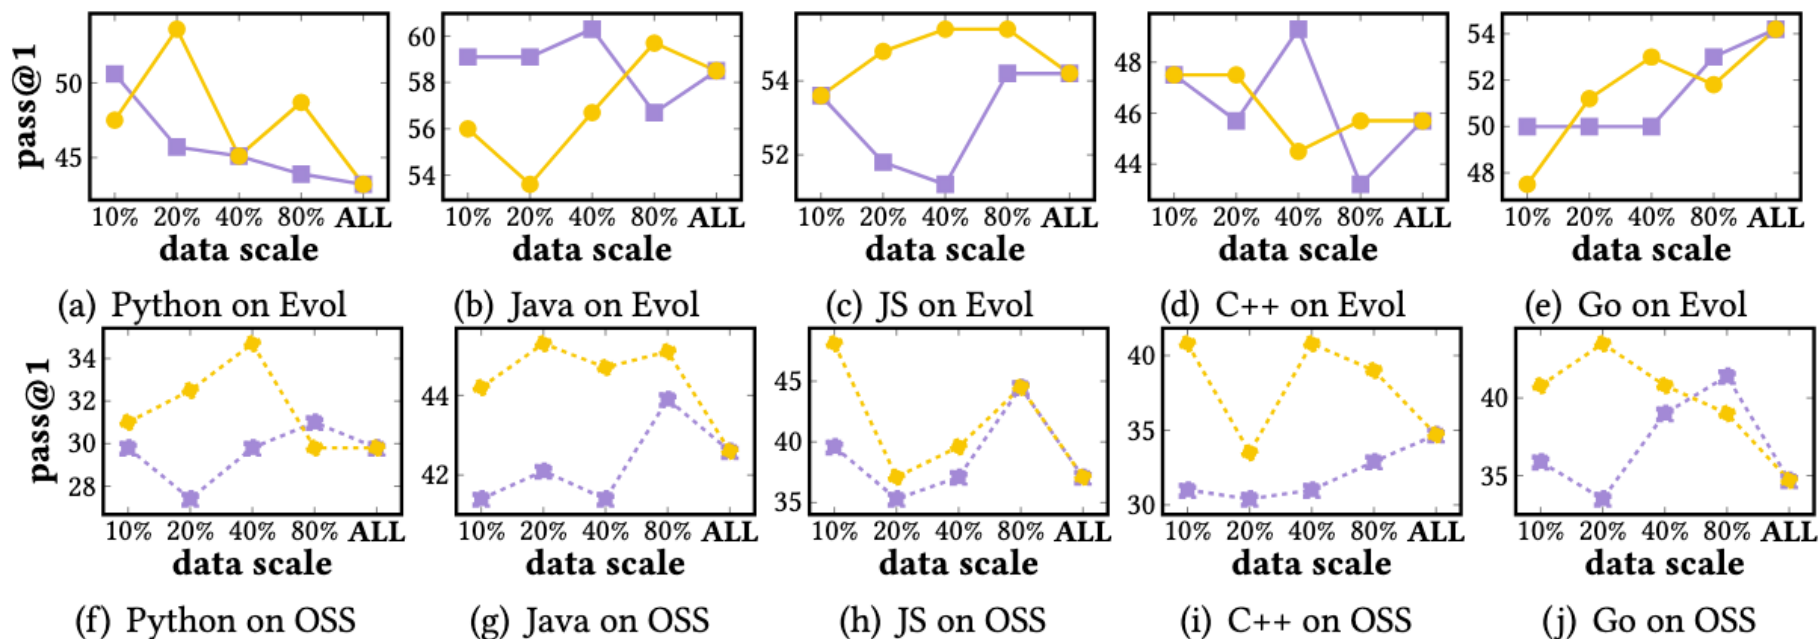 pass@1
50
45
10% 20% 40% 80% ALL
data scale
(a) Python on Evol
60
58
56
54
10% 20% 40% 80% ALL
data scale
(b) Java on Evol
54
52
10% 20% 40% 80% ALL
data scale
(c) JS on Evol
48
46
44
10% 20% 40% 80% ALL
data scale
(d) C++ on Evol
54
52
50
48
10% 20% 40% 80% ALL
data scale
(e) Go on Evol
pass@1
34
32
30
28
10% 20% 40% 80% ALL
data scale
(f) Python on OSS
44
42
10% 20% 40% 80% ALL
data scale
(g) Java on OSS
45
40
35
10% 20% 40% 80% ALL
data scale
(h) JS on OSS
40
35
30
10% 20% 40% 80% ALL
data scale
(i) C++ on OSS
40
35
10% 20% 40% 80% ALL
data scale
(j) Go on OSS